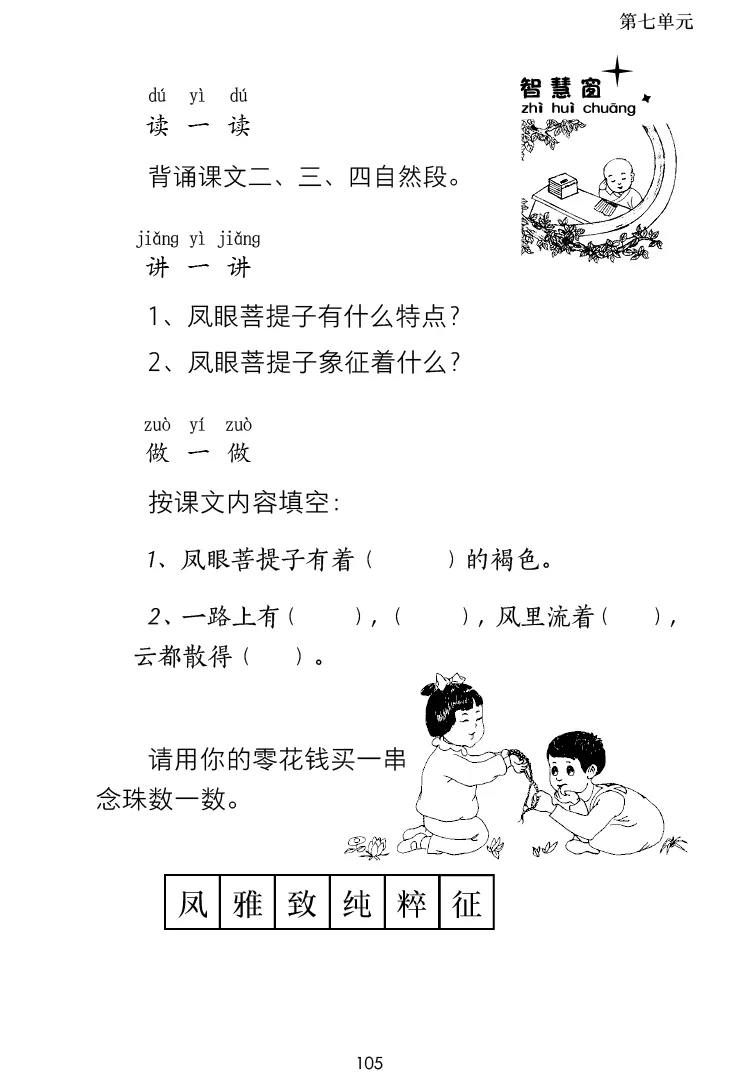 第七单元
智慧窗
zhì huì chuāng
dú yì dú
读一读
背诵课文二、三、四自然段。
jiǎng yì jiǎng
讲一讲
1、凤眼菩提子有什么特点?
2、凤眼菩提子象征着什么?
zuò yí zuò
做一做
按课文内容填空:
1、凤眼菩提子有着( )的褐色。
2、一路上有( ),( ),风里流着( ),
云都散得( )。
请用你的零花钱买一串
念珠数一数。
凤 雅 致 纯 粹 征
105